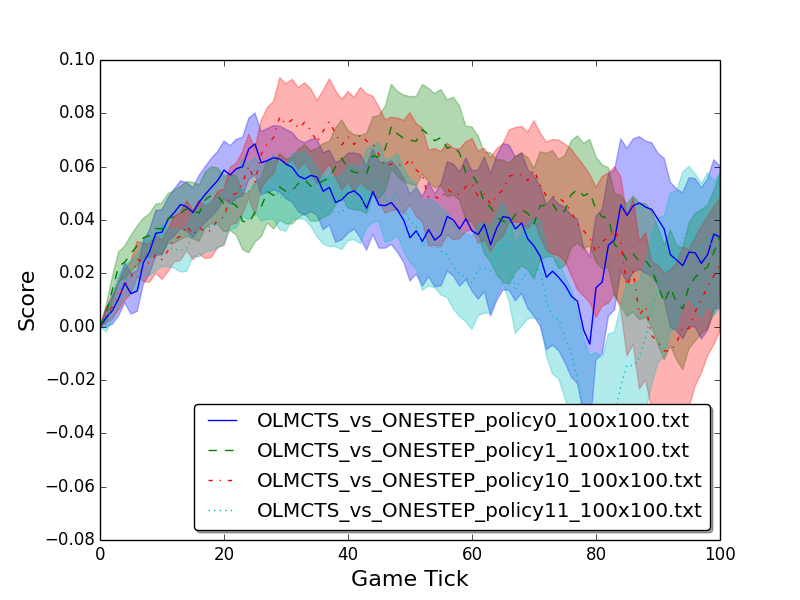 0.10
0.08
0.06
0.04
0.02
0.00
−0.02
−0.04
−0.06
−0.08
Score
OLMCTS_vs_ONESTEP_policy0_100x100.txt
OLMCTS_vs_ONESTEP_policy1_100x100.txt
OLMCTS_vs_ONESTEP_policy10_100x100.txt
OLMCTS_vs_ONESTEP_policy11_100x100.txt
0 20 40 60 80 100
Game Tick